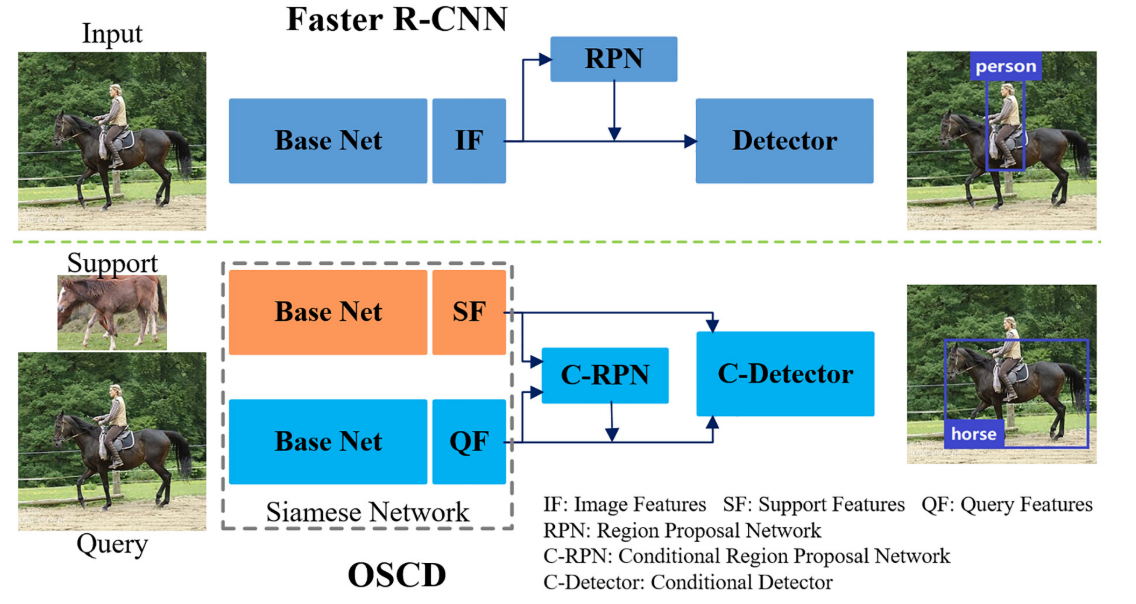 Faster R-CNN
Input
RPN
person
Base Net
IF
Detector
Support
Base Net
SF
C-RPN
C-Detector
Base Net
QF
horse
Siamese Network
Query
OSCD
IF: Image Features SF: Support Features QF: Query Features
RPN: Region Proposal Network
C-RPN: Conditional Region Proposal Network
C-Detector: Conditional Detector